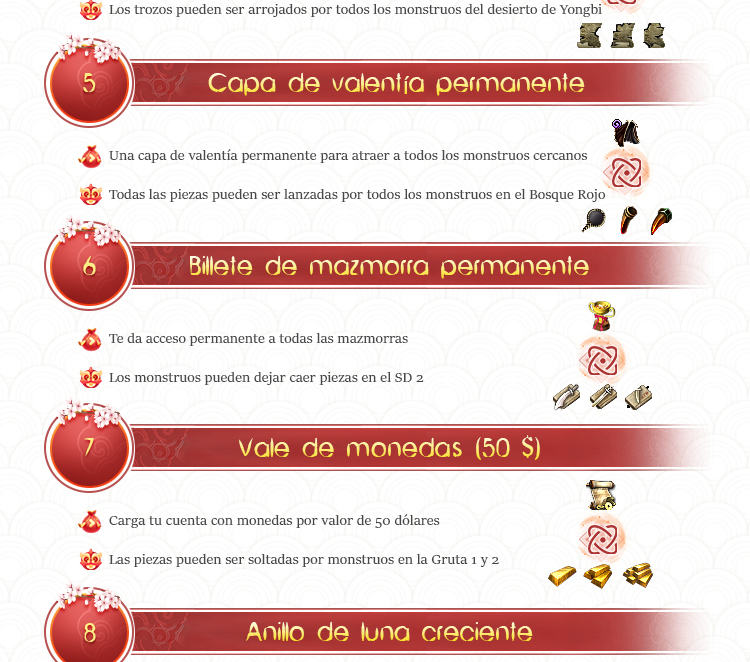 Los trozos pueden ser arrojados por todos los monstruos del desierto de Yongbi
5
Capa de valentía permanente
Una capa de valentía permanente para atraer a todos los monstruos cercanos
Todas las piezas pueden ser lanzadas por todos los monstruos en el Bosque Rojo
6
Billete de mazmorra permanente
Te da acceso permanente a todas las mazmorras
Los monstruos pueden dejar caer piezas en el SD 2
7
Vale de monedas (50 $)
Carga tu cuenta con monedas por valor de 50 dólares
Las piezas pueden ser soltadas por monstruos en la Gruta 1 y 2
8
Anillo de luna creciente